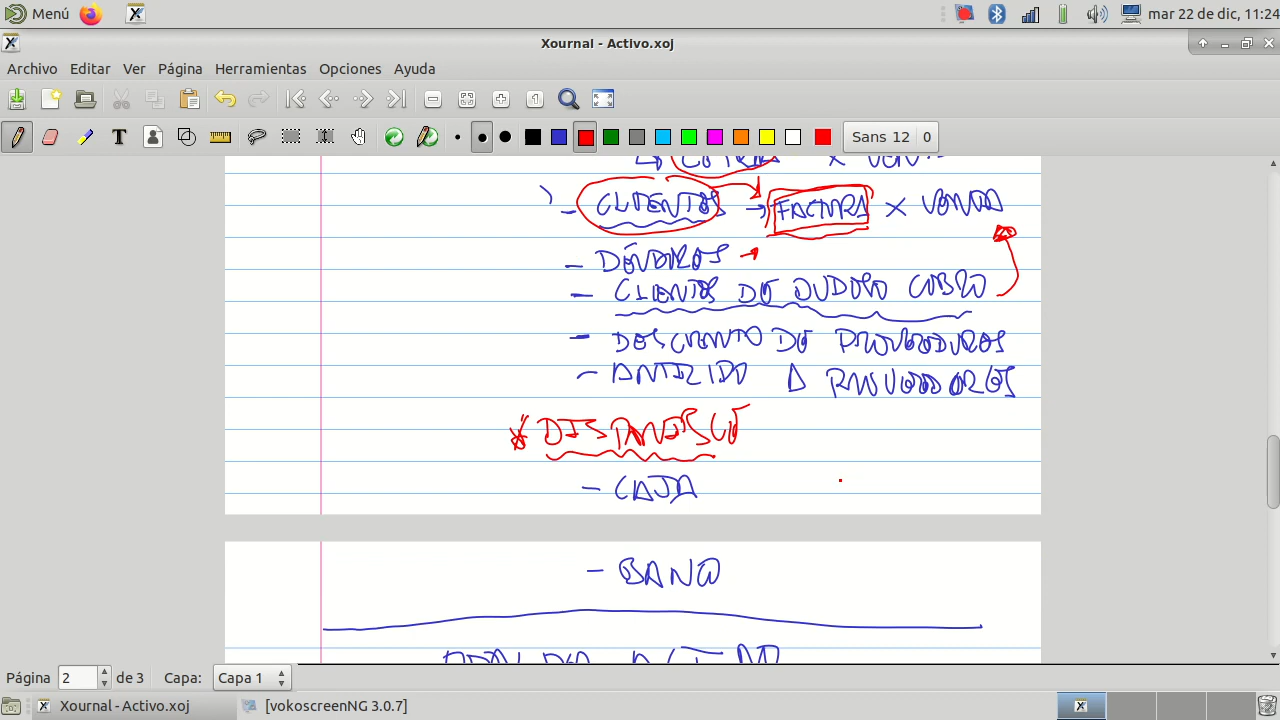 Menú mar 22 de dic, 11:24
Xournal - Activo.xoj
Archivo Editar Ver Página Herramientas Opciones Ayuda
Sans 12 0
- CLIENTES → FACTURA X VENTA
- DEUDORES →
- CLIENTES DE DUDOSO COBRO
- DESCUENTO DE PROVEEDORES
- ANTICIPO A PROVEEDORES
* DISPONIBLE
- CAJA
- BANCO
Página 2 de 3 Capa: Capa 1
Xournal - Activo.xoj [vokoscreenNG 3.0.7]